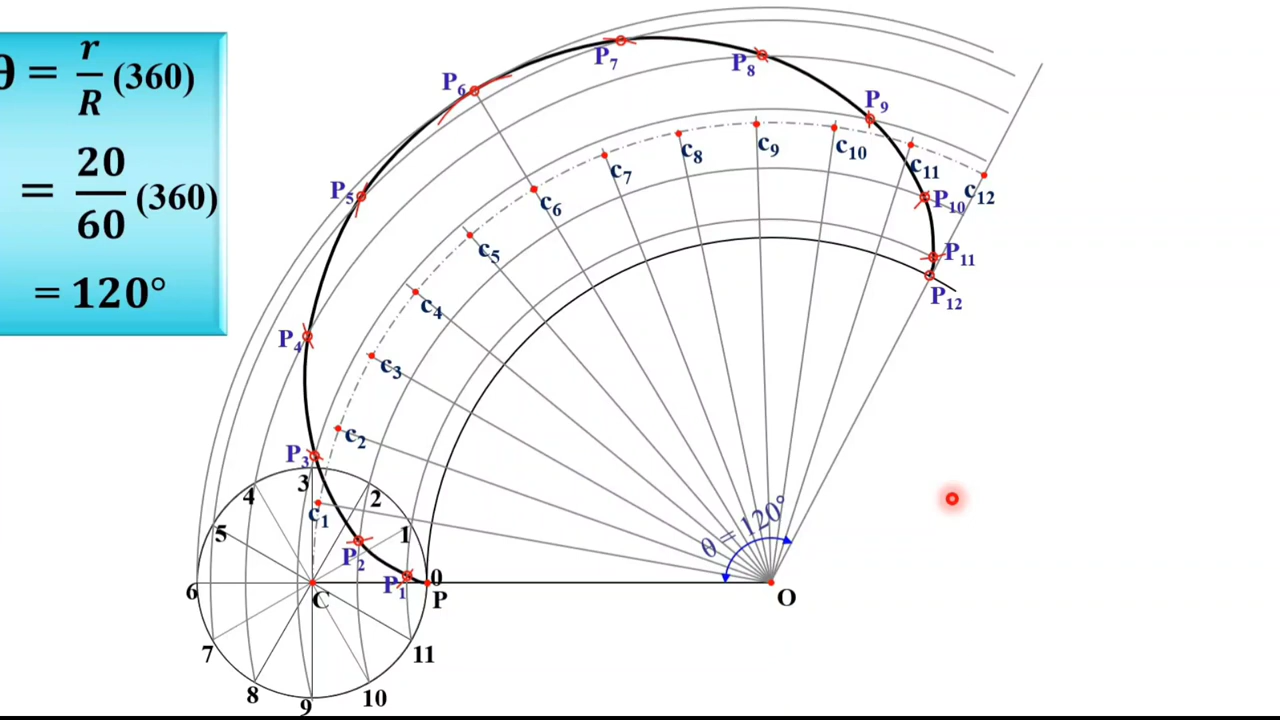 θ = r/R (360)
= 20/60 (360)
= 120°
P₇
P₈
P₆
P₉
c₉
c₁₀
c₈
c₁₁
c₇
c₁₂
P₅
c₆
P₁₀
c₅
P₁₁
P₁₂
c₄
P₄
c₃
c₂
P₃
3
4
2
c₁
θ = 120°
5
1
P₂
0
6
C
P₁
P
O
7
11
8
10
9